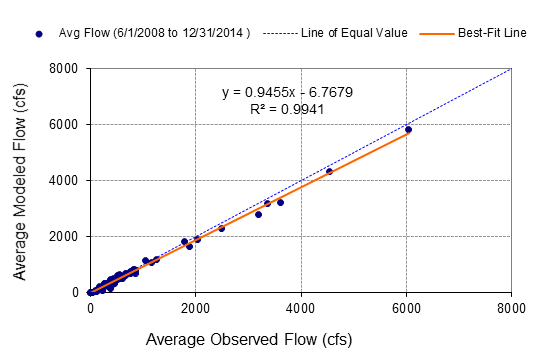 Avg Flow (6/1/2008 to 12/31/2014 ) Line of Equal Value Best-Fit Line
8000
y = 0.9455x - 6.7679
R² = 0.9941
6000
4000
2000
0
Average Modeled Flow (cfs)
0 2000 4000 6000 8000
Average Observed Flow (cfs)